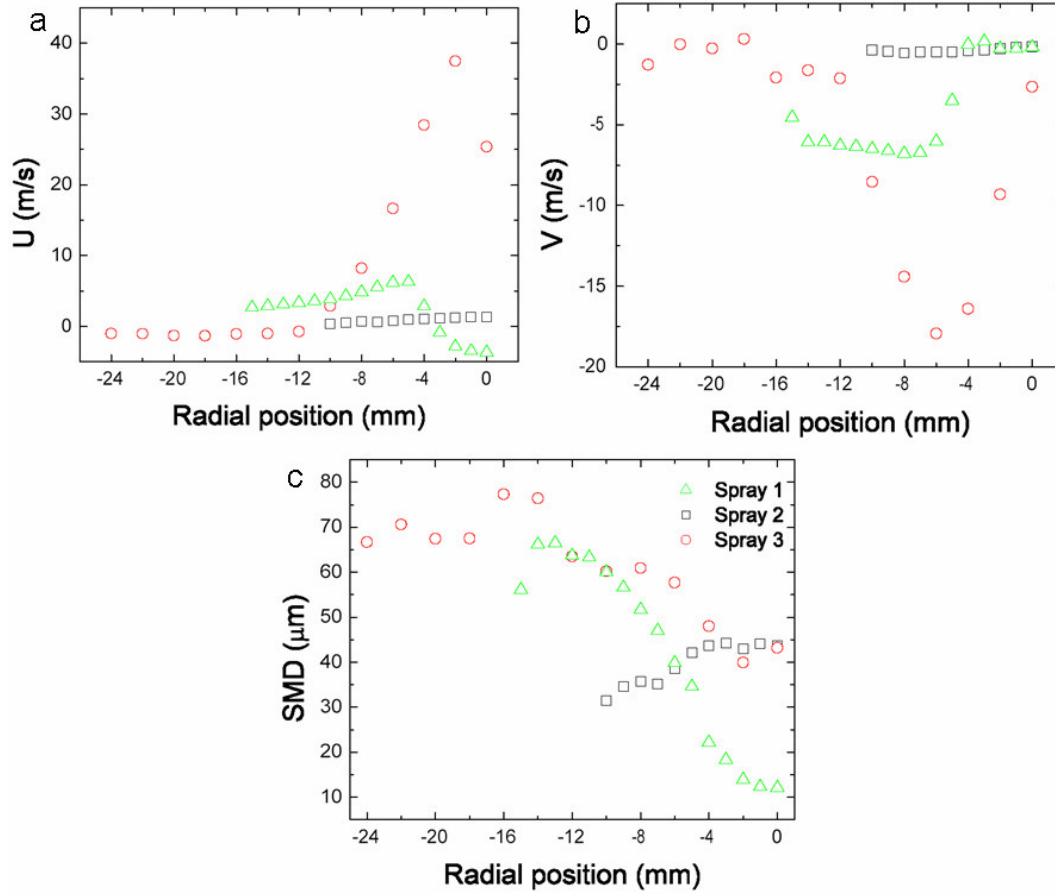 a
40
30
20
10
0
U (m/s)
-24 -20 -16 -12 -8 -4 0
Radial position (mm)
b
0
-5
-10
-15
-20
V (m/s)
-24 -20 -16 -12 -8 -4 0
Radial position (mm)
c
80
70
60
50
40
30
20
10
SMD (μm)
Spray 1
Spray 2
Spray 3
-24 -20 -16 -12 -8 -4 0
Radial position (mm)